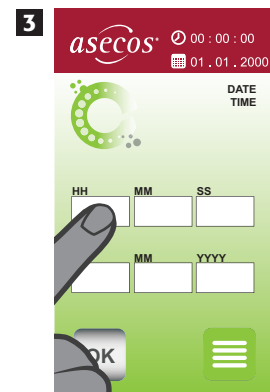 3
asecos
00 : 00 : 00
01 . 01 . 2000
DATE
TIME
HH MM SS
MM YYYY
OK